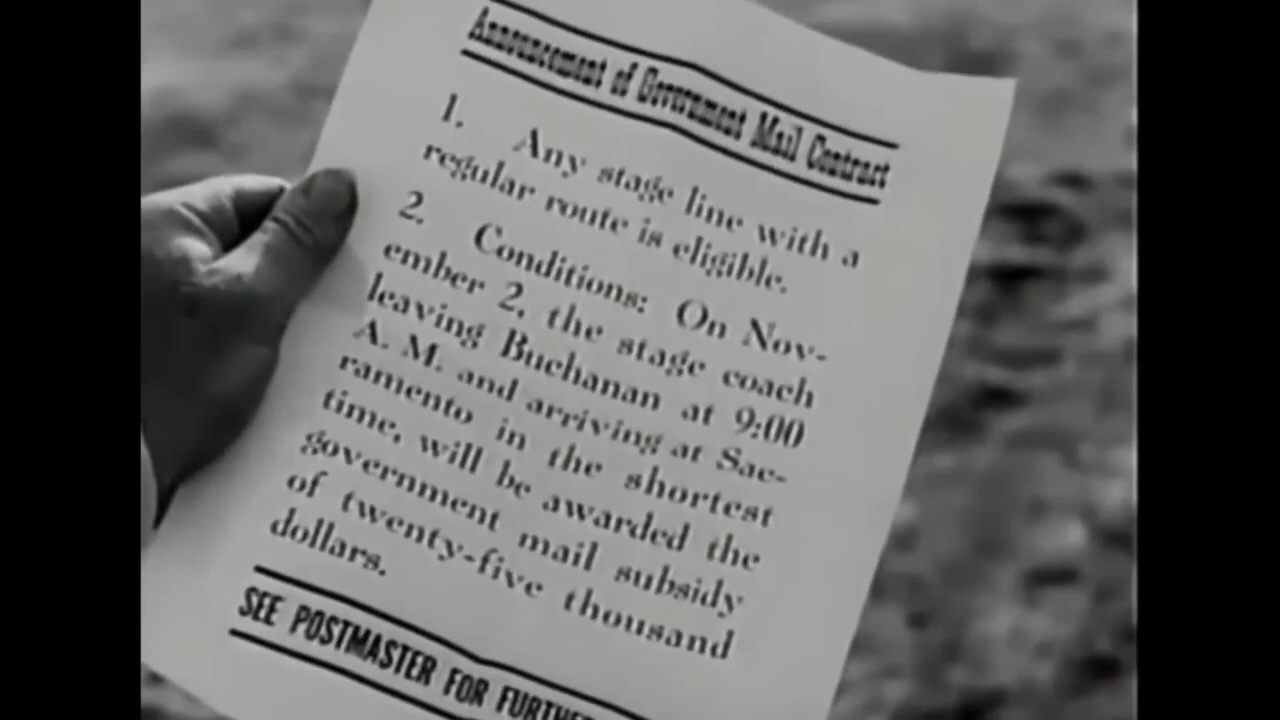 Announcement of Government Mail Contract
1. Any stage line with a
regular route is eligible.
2. Conditions: On Nov-
ember 2, the stage coach
leaving Buchanan at 9:00
A. M. and arriving at Sac-
ramento in the shortest
time, will be awarded the
government mail subsidy
of twenty-five thousand
dollars.
SEE POSTMASTER FOR